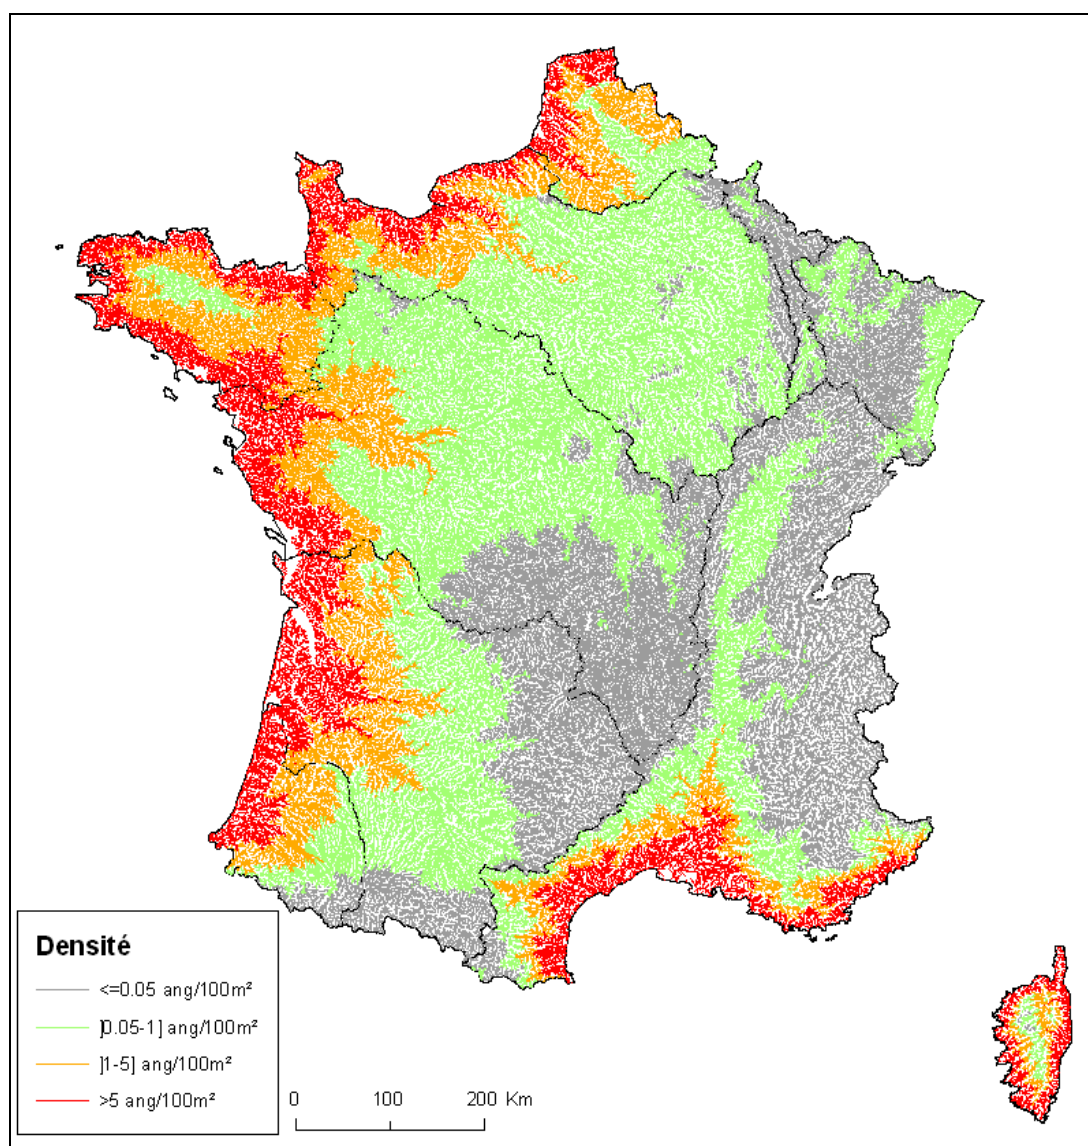 Densité
<=0.05 ang/100m²
]0.05-1] ang/100m²
]1-5] ang/100m²
>5 ang/100m²
0 100 200 Km